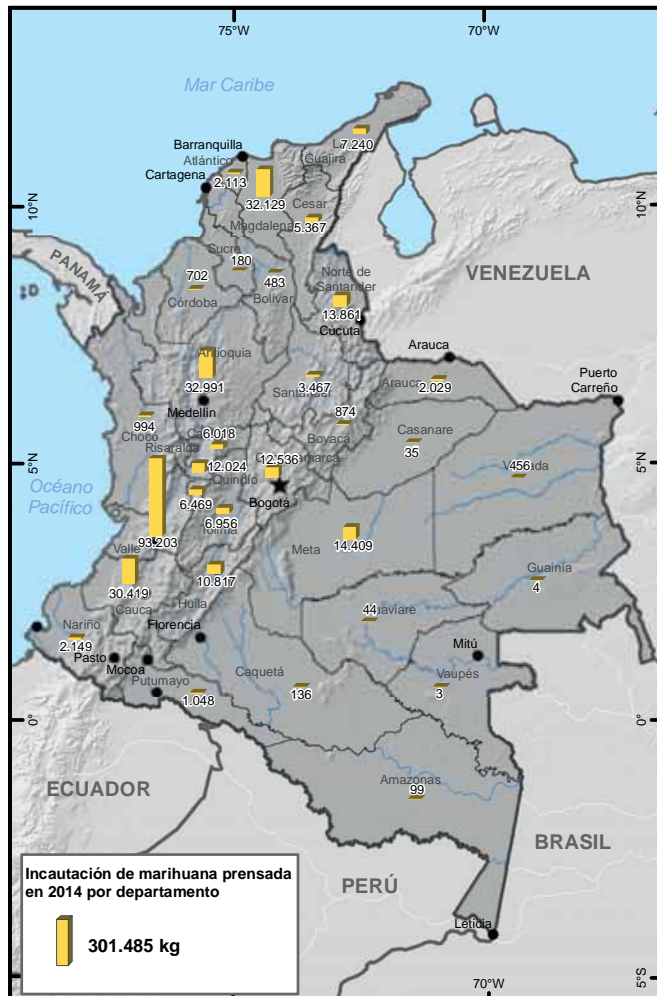 75°W
70°W
Mar Caribe
Barranquilla
Atlántico
Cartagena
2.113
La
Guajira
7.240
10°N
10°N
32.129
Cesar
5.367
Magdalena
Sucre
180
PANAMÁ
702
Córdoba
483
Bolívar
Norte de
Santander
13.861
Cúcuta
VENEZUELA
Antioquia
32.991
Medellín
3.467
Santander
Arauca
Arauca
2.029
Puerto
Carreño
994
Chocó
874
Boyacá
Casanare
35
6.018
Risaralda
12.024
12.536
Quindío
Bogotá
456
5°N
5°N
Océano
Pacífico
6.469
6.956
Tolima
93.203
Valle
Meta
14.409
Guainía
4
30.419
Cauca
10.817
Huila
Nariño
2.149
Florencia
44
Guaviare
Mitú
Vaupés
3
Pasto
Mocoa
Putumayo
1.048
Caquetá
136
0°
0°
ECUADOR
Amazonas
99
BRASIL
PERÚ
Leticia
Incautación de marihuana prensada
en 2014 por departamento
301.485 kg
70°W
5°S